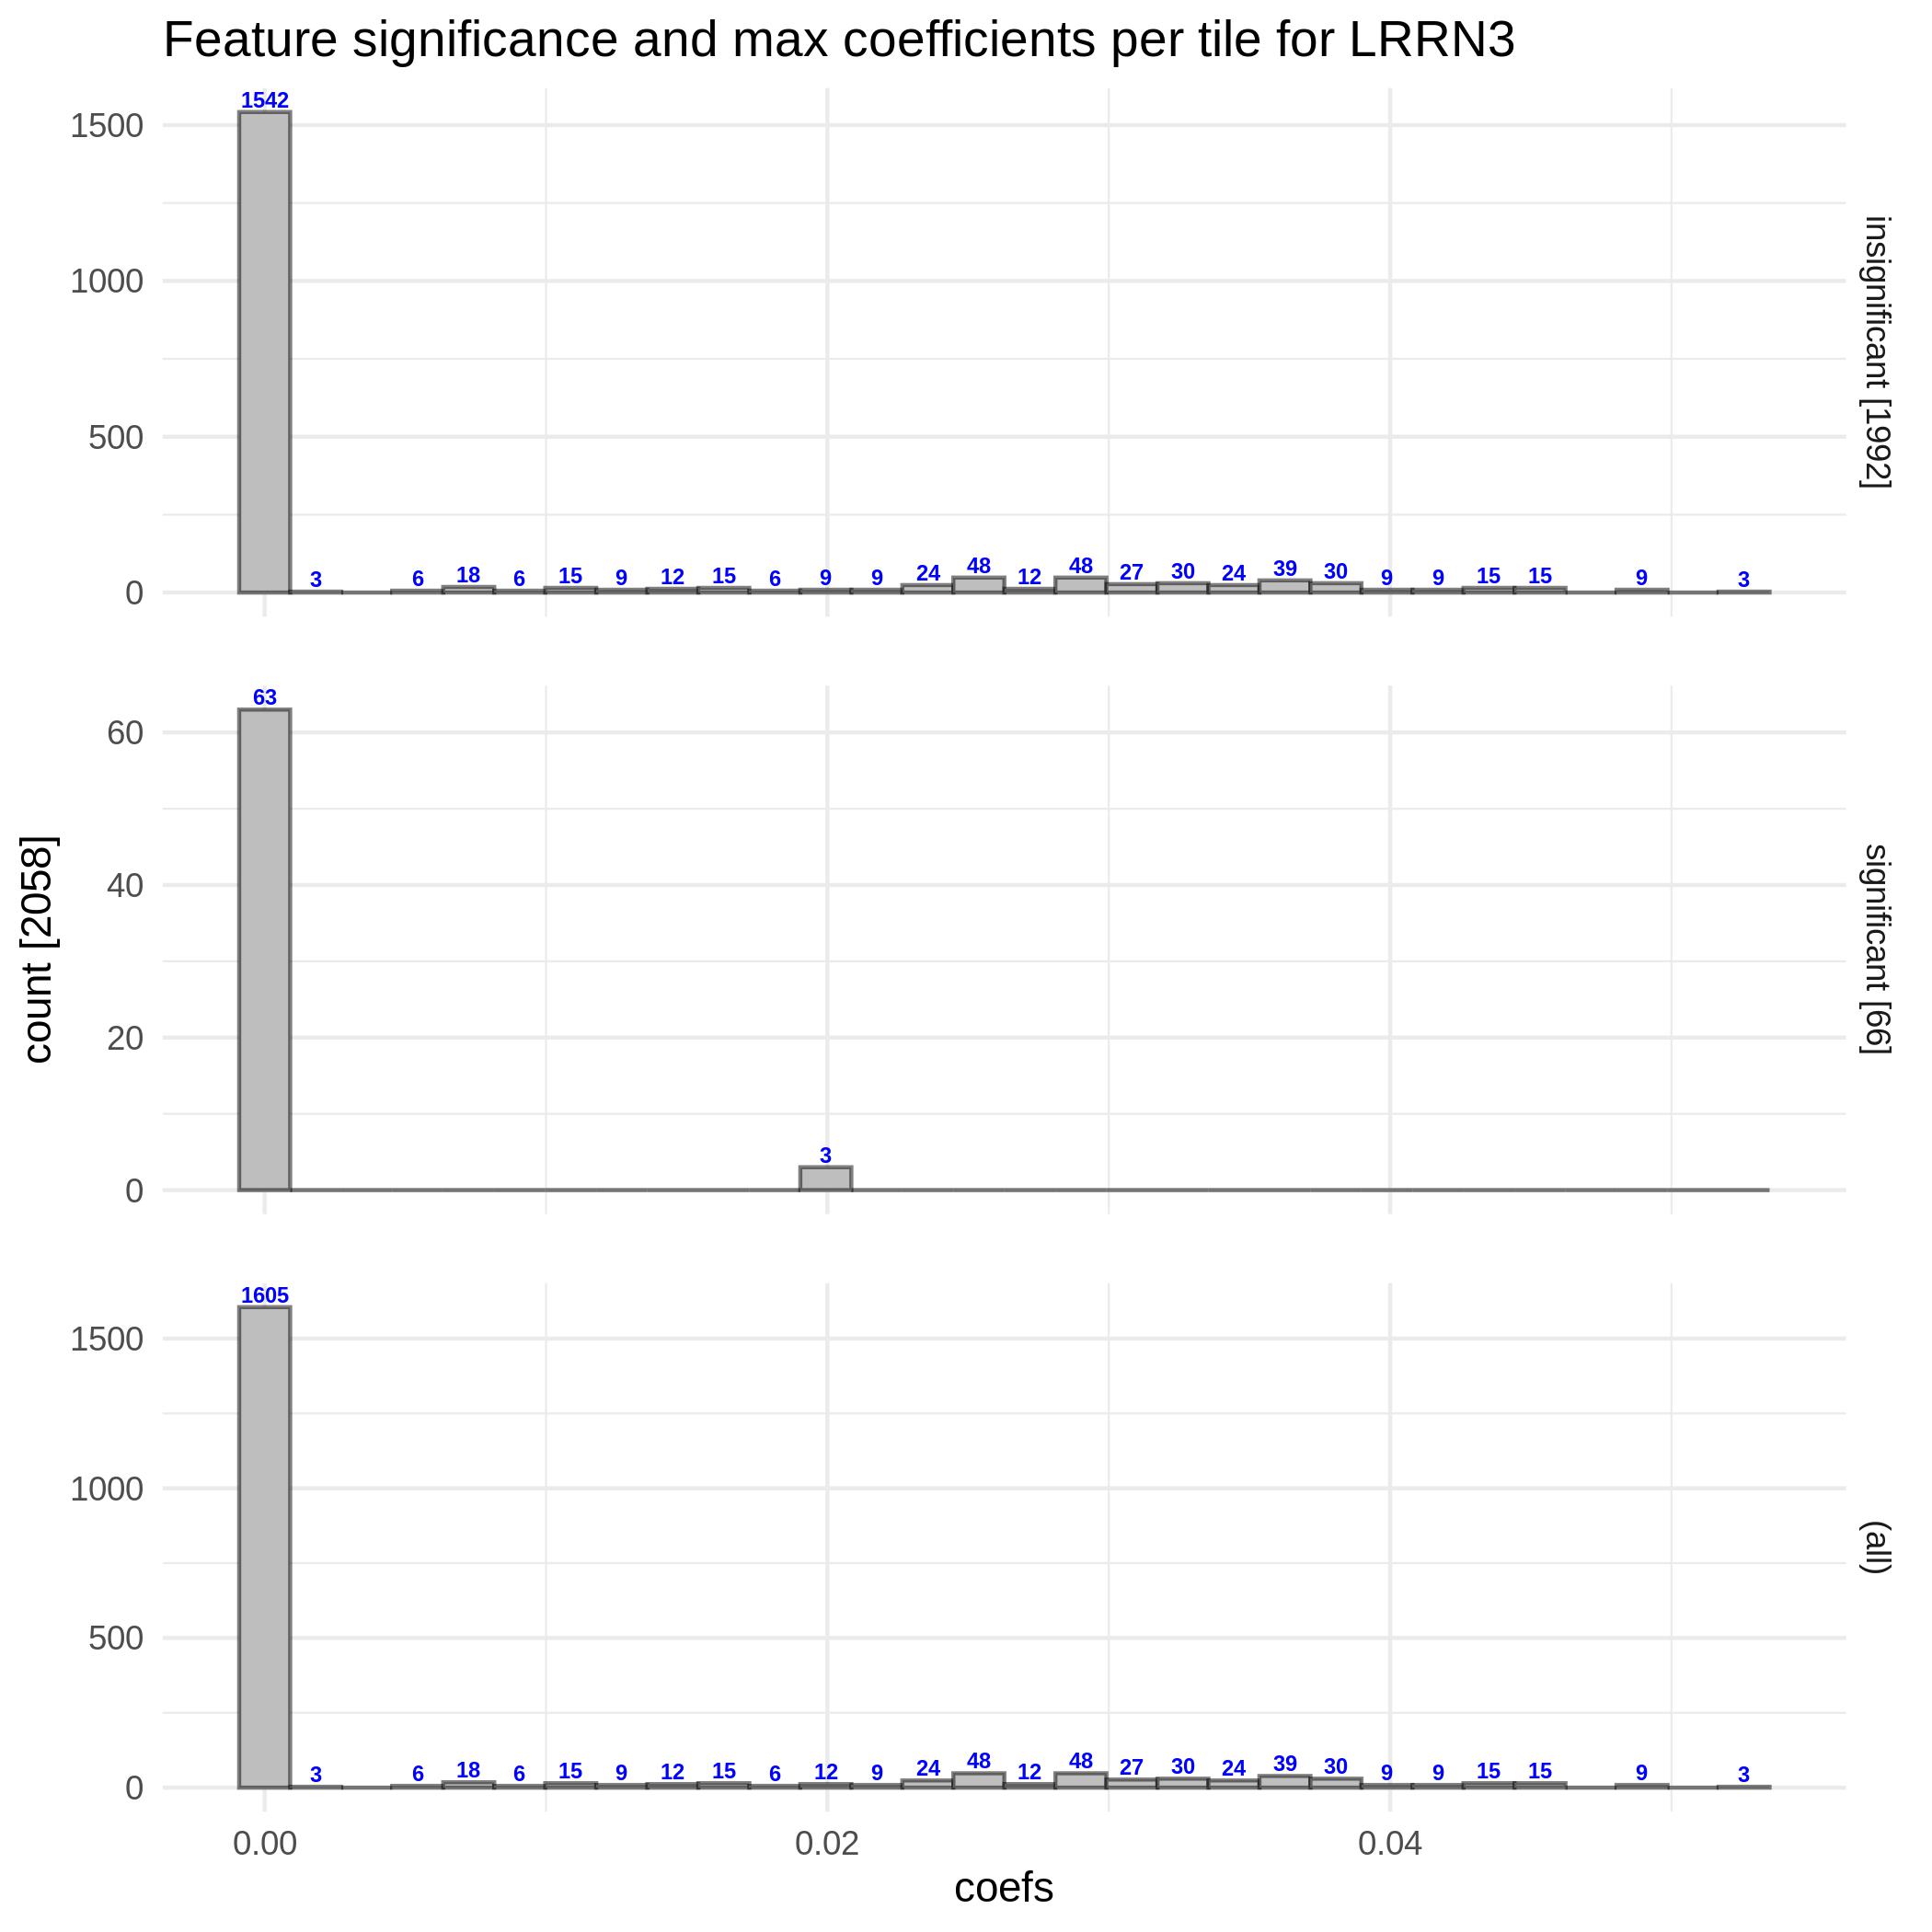 Feature significance and max coefficients per tile for LRRN3
1542
1500
1000
500
0
3 6 18 6 15 9 12 15 6 9 9 24 48 12 48 27 30 24 39 30 9 9 15 15 9 3
insignificant [1992]
63
60
40
20
0
3
significant [66]
count [2058]
1605
1500
1000
500
0
3 6 18 6 15 9 12 15 6 12 9 24 48 12 48 27 30 24 39 30 9 9 15 15 9 3
(all)
0.00 0.02 0.04
coefs